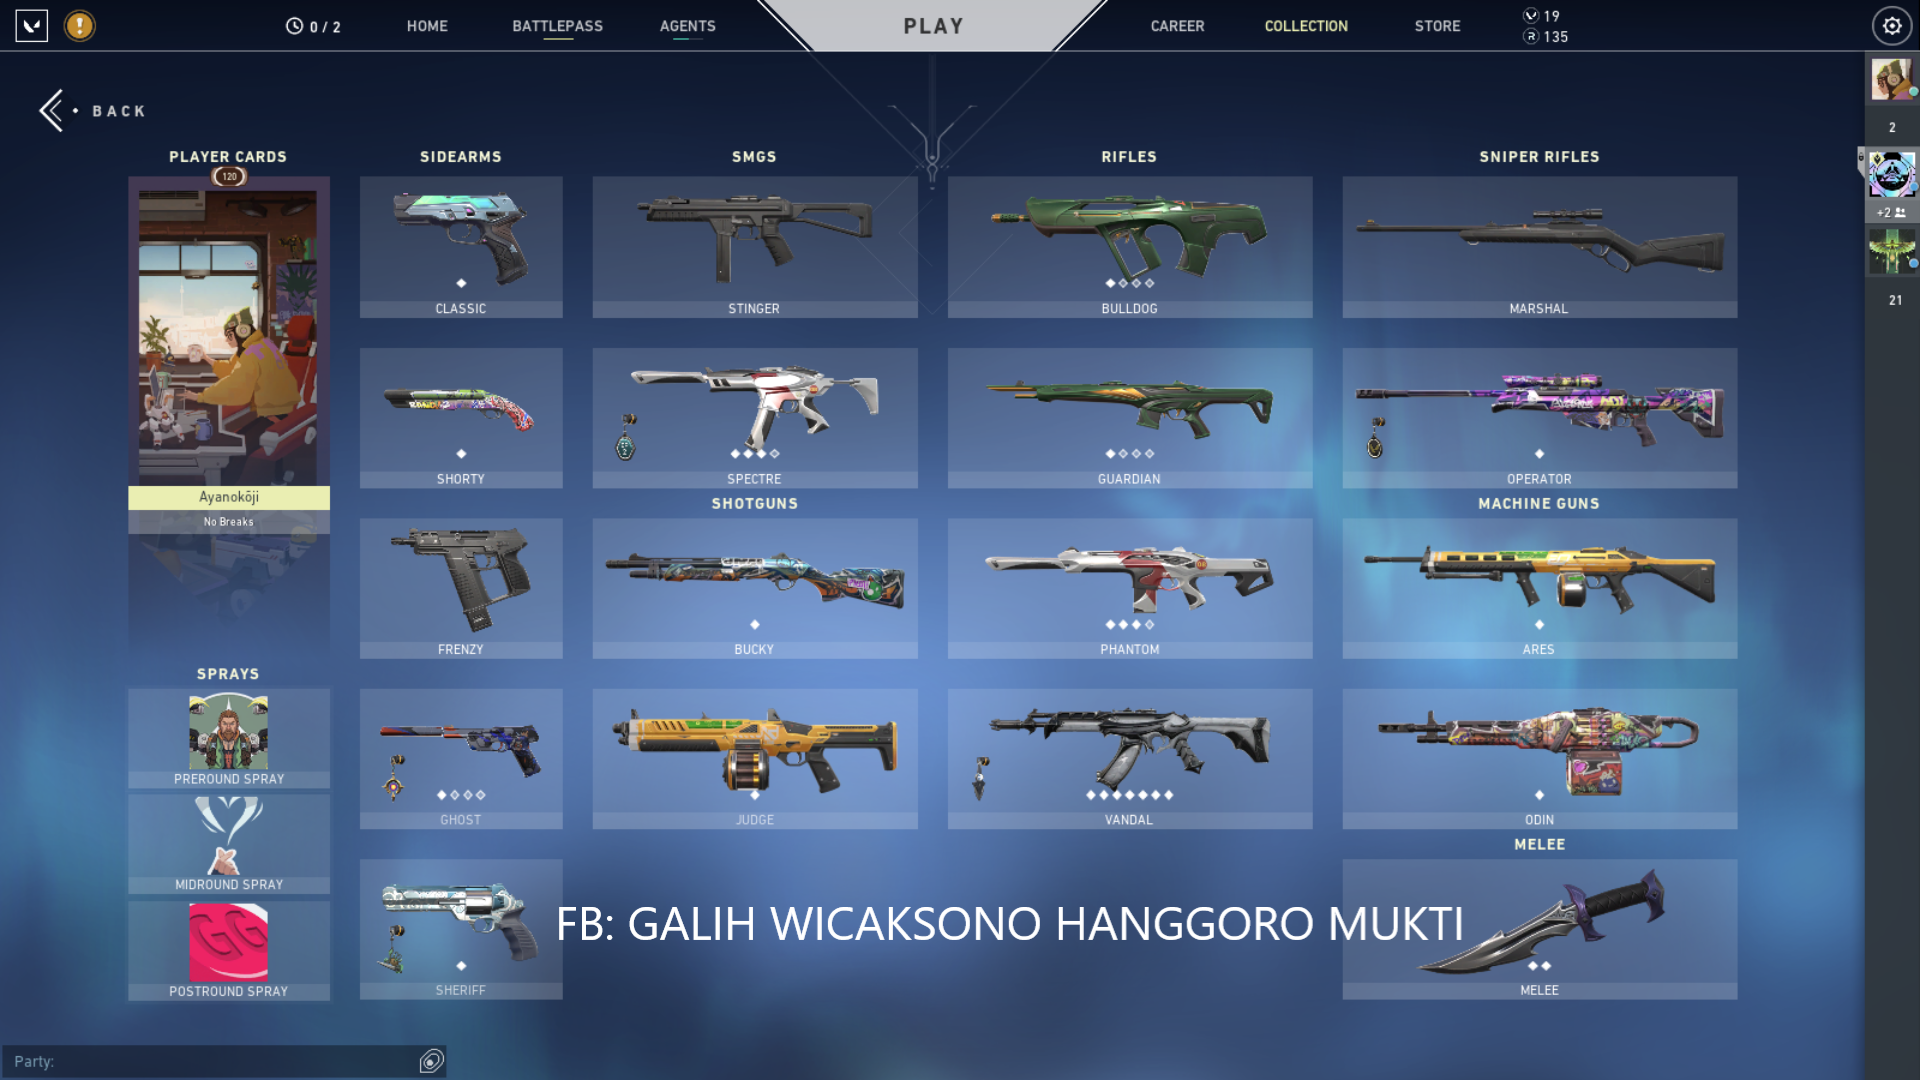 0 / 2
HOME
BATTLEPASS
AGENTS
PLAY
CAREER
COLLECTION
STORE
19
135
BACK
PLAYER CARDS
SIDEARMS
SMGS
RIFLES
SNIPER RIFLES
120
2
+2
21
CLASSIC
STINGER
BULLDOG
MARSHAL
SHORTY
SPECTRE
GUARDIAN
OPERATOR
Ayanokōji
No Breaks
SHOTGUNS
MACHINE GUNS
FRENZY
BUCKY
PHANTOM
ARES
SPRAYS
PREROUND SPRAY
GHOST
JUDGE
VANDAL
ODIN
MELEE
MIDROUND SPRAY
FB: GALIH WICAKSONO HANGGORO MUKTI
GG
POSTROUND SPRAY
SHERIFF
MELEE
Party: